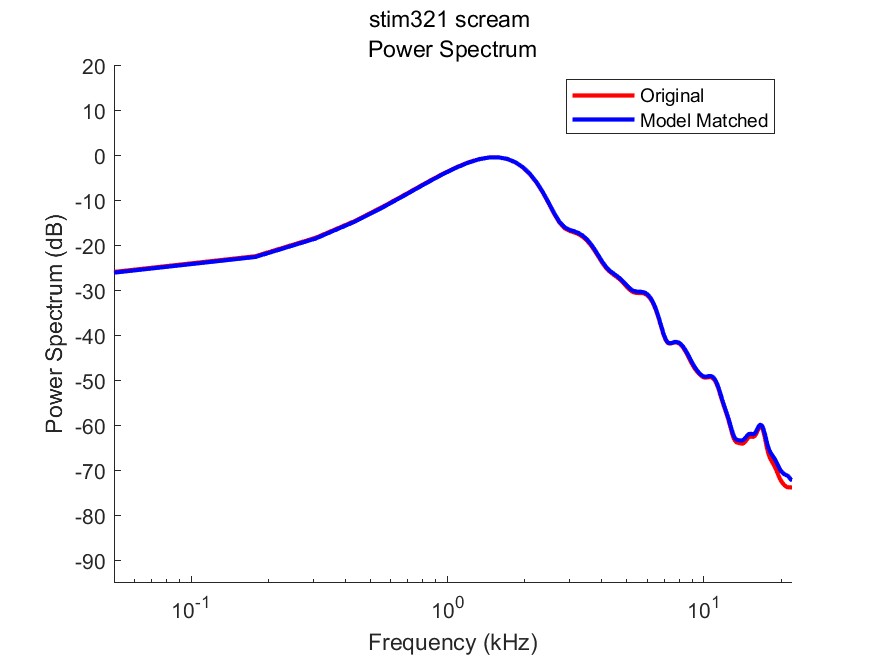 stim321 scream
Power Spectrum
Original
Model Matched
20
10
0
-10
-20
-30
-40
-50
-60
-70
-80
-90
Power Spectrum (dB)
10^-1
10^0
10^1
Frequency (kHz)